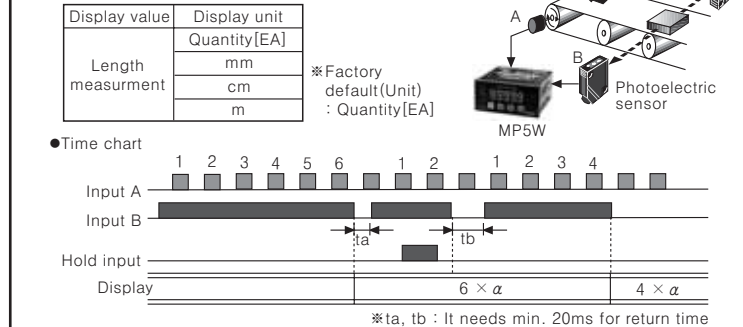 Display value Display unit
Length measurment
Quantity[EA]
mm
cm
m
※Factory
default(Unit)
: Quantity[EA]
A
B
Photoelectric
sensor
MP5W
●Time chart
1 2 3 4 5 6 1 2 1 2 3 4
Input A
Input B
ta tb
Hold input
Display 6 × α 4 × α
※ta, tb : It needs min. 20ms for return time